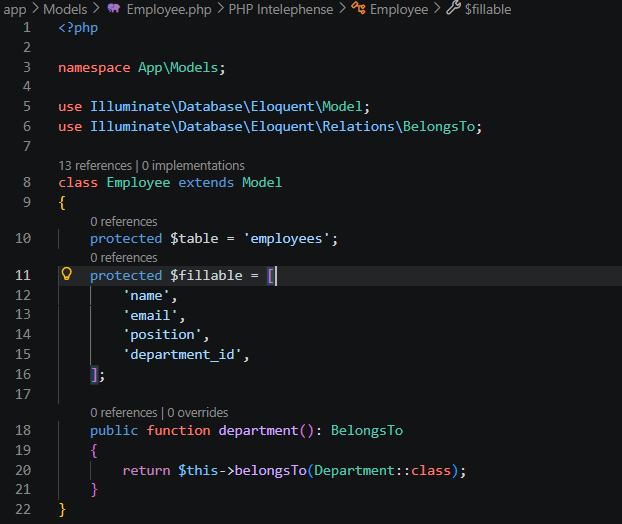 app > Models > Employee.php > PHP Intelephense > Employee > $fillable
1 <?php
2
3 namespace App\Models;
4
5 use Illuminate\Database\Eloquent\Model;
6 use Illuminate\Database\Eloquent\Relations\BelongsTo;
7
13 references | 0 implementations
8 class Employee extends Model
9 {
0 references
10 protected $table = 'employees';
0 references
11 protected $fillable = [
12 'name',
13 'email',
14 'position',
15 'department_id',
16 ];
17
0 references | 0 overrides
18 public function department(): BelongsTo
19 {
20 return $this->belongsTo(Department::class);
21 }
22 }